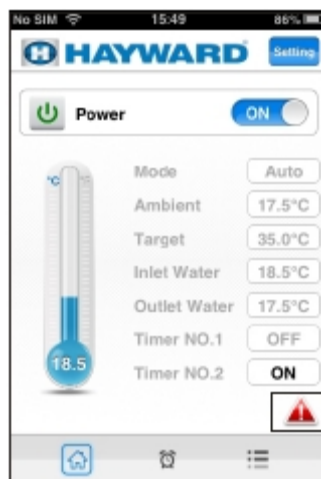 No SIM 15:49 86%
HAYWARD Setting
Power ON
°C °C
Mode Auto
Ambient 17.5°C
Target 35.0°C
Inlet Water 18.5°C
Outlet Water 17.5°C
Timer NO.1 OFF
18.5
Timer NO.2 ON